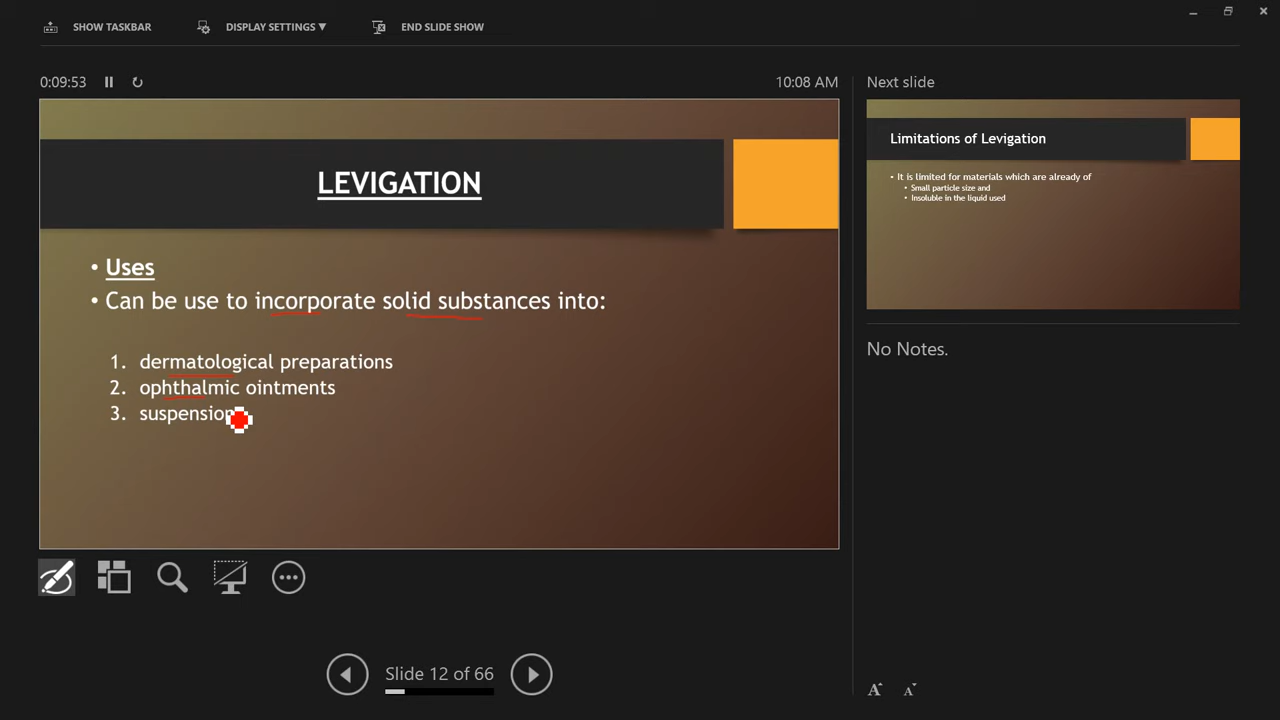 SHOW TASKBAR DISPLAY SETTINGS ▼ END SLIDE SHOW
0:09:53 10:08 AM
LEVIGATION
• Uses
• Can be use to incorporate solid substances into:
1. dermatological preparations
2. ophthalmic ointments
3. suspension
Slide 12 of 66
Next slide
Limitations of Levigation
• It is limited for materials which are already of
• Small particle size and
• Insoluble in the liquid used
No Notes.
A A